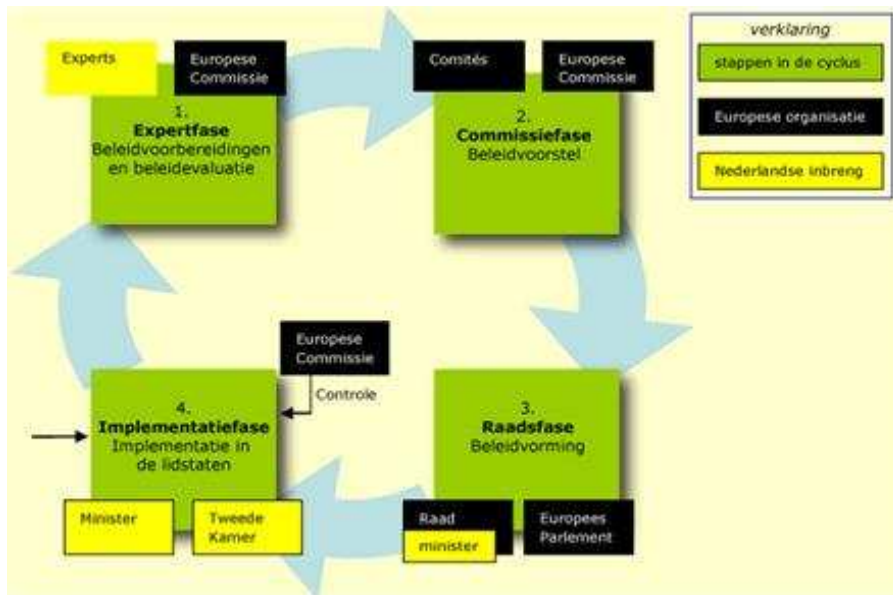 Experts
Europese
Commissie
1.
Expertfase
Beleidvoorbereidingen
en beleidevaluatie
Comités
Europese
Commissie
2.
Commissiefase
Beleidvoorstel
verklaring
stappen in de cyclus
Europese organisatie
Nederlandse inbreng
Europese
Commissie
Controle
4.
Implementatiefase
Implementatie in
de lidstaten
Minister
Tweede
Kamer
3.
Raadsfase
Beleidvorming
Raad
minister
Europees
Parlement